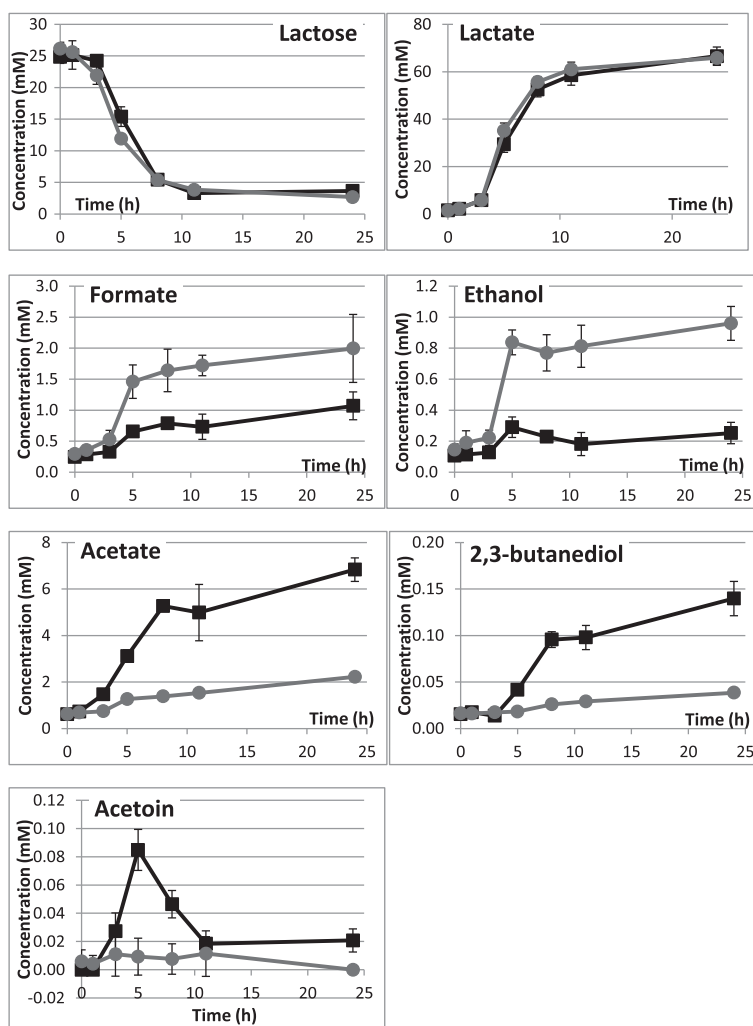 Lactose
Concentration (mM)
30
25
20
15
10
5
0
Time (h)
0 5 10 15 20 25
Lactate
Concentration (mM)
80
60
40
20
0
Time (h)
0 10 20
Formate
Concentration (mM)
3.0
2.5
2.0
1.5
1.0
0.5
0.0
Time (h)
0 5 10 15 20 25
Ethanol
Concentration (mM)
1.2
1.0
0.8
0.6
0.4
0.2
0.0
Time (h)
0 5 10 15 20 25
Acetate
Concentration (mM)
8
6
4
2
0
Time (h)
0 5 10 15 20 25
2,3-butanediol
Concentration (mM)
0.20
0.15
0.10
0.05
0.00
Time (h)
0 5 10 15 20 25
Acetoin
Concentration (mM)
0.12
0.10
0.08
0.06
0.04
0.02
0.00
-0.02
0 5 10 15 20 25
Time (h)